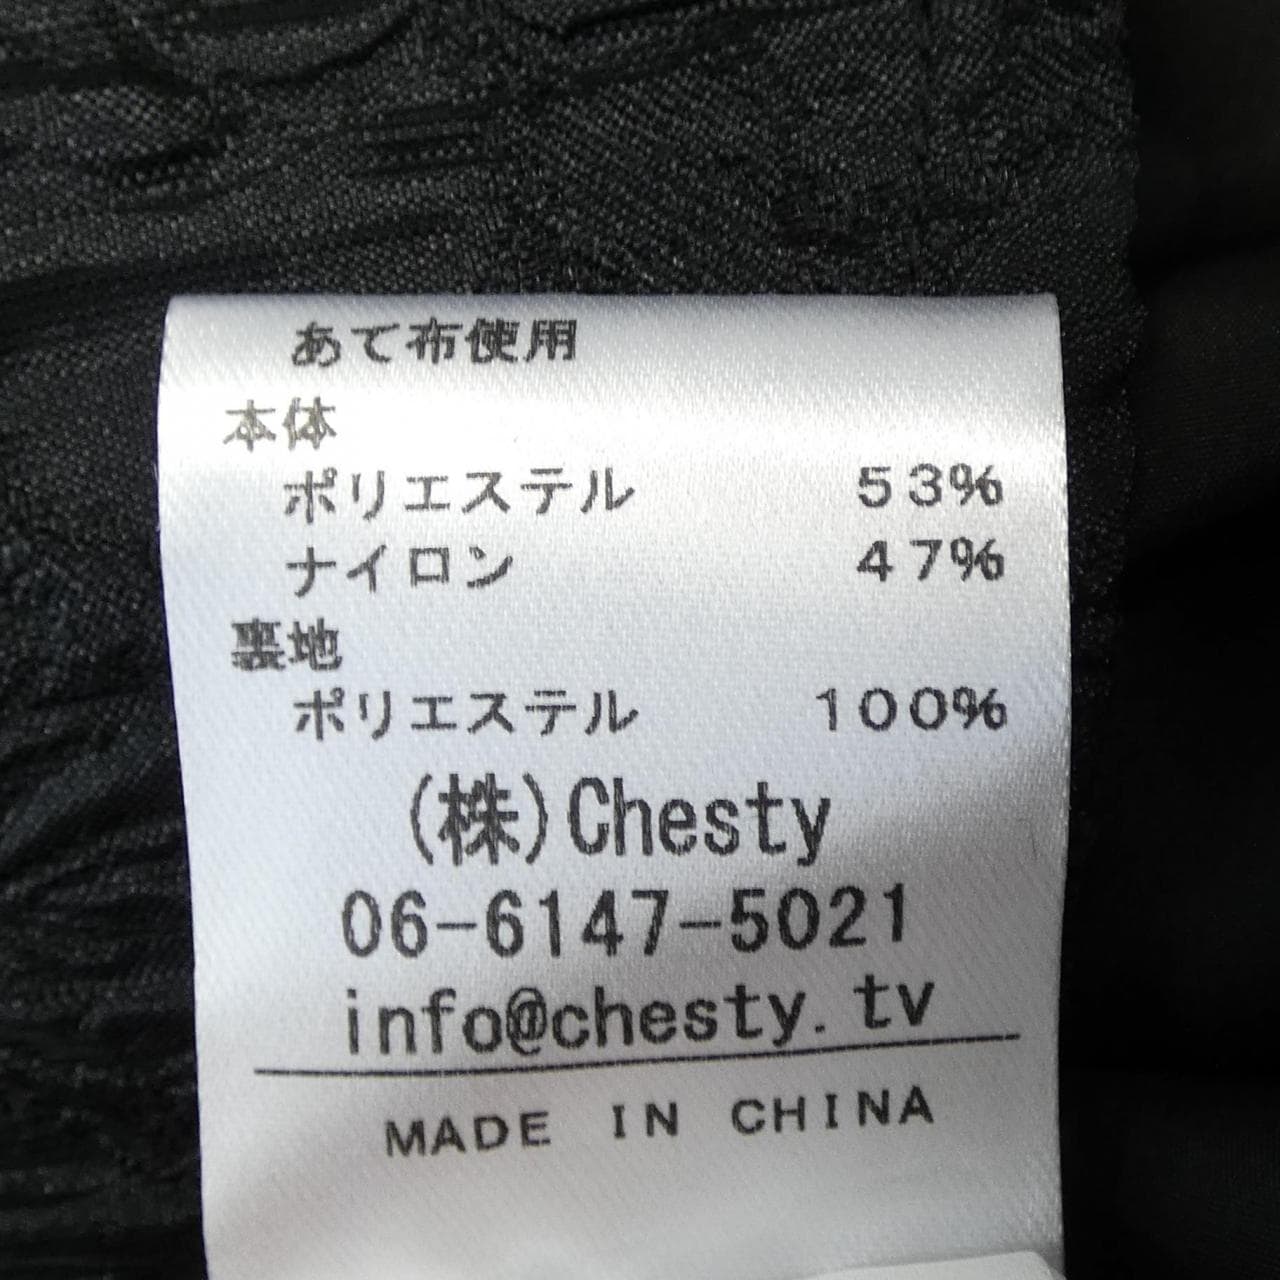 あて布使用
本体
ポリエステル 53%
ナイロン 47%
裏地
ポリエステル 100%
(株)Chesty
06-6147-5021
info@chesty.tv
MADE IN CHINA